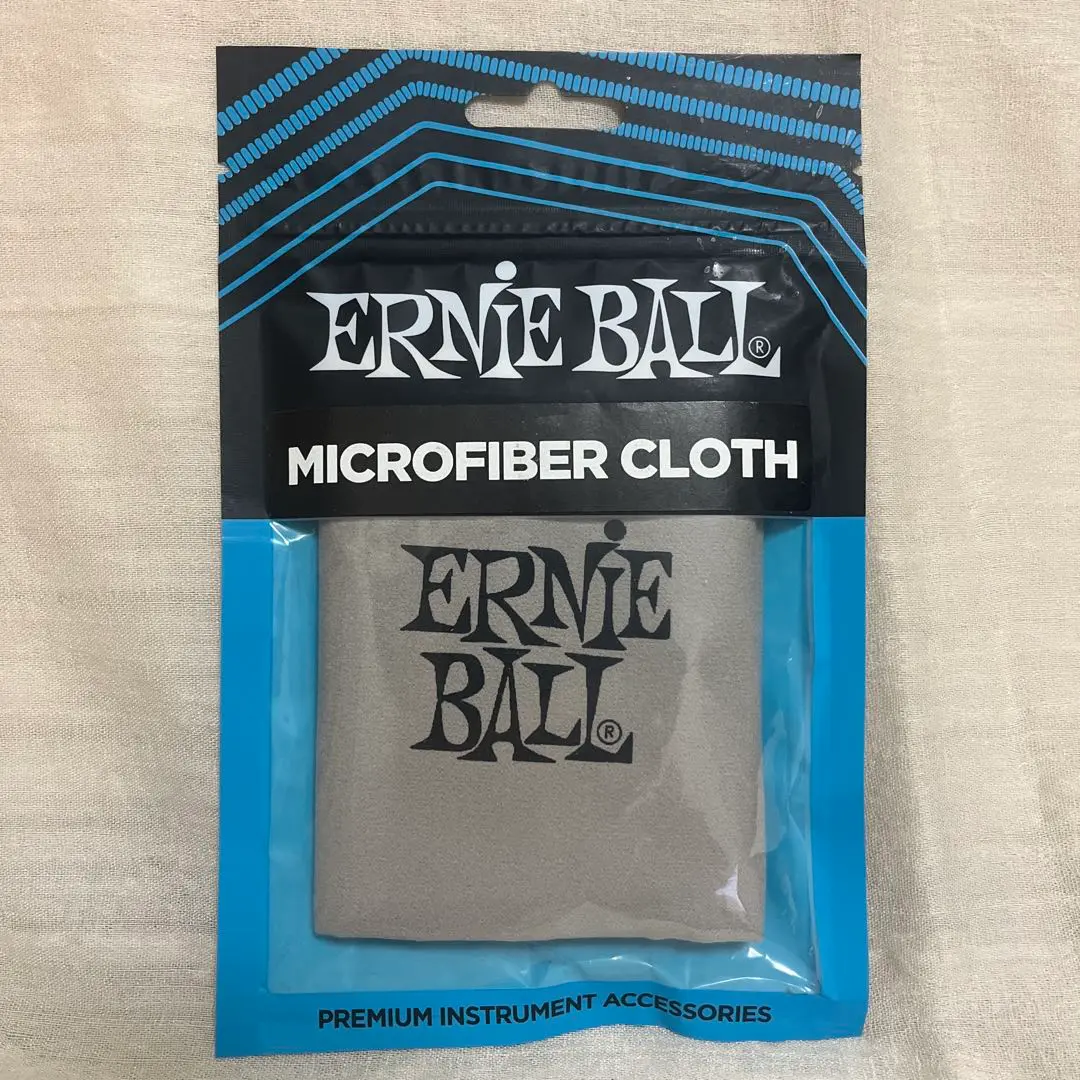 ERNIE BALL®
MICROFIBER CLOTH
ERNIE
BALL®
PREMIUM INSTRUMENT ACCESSORIES